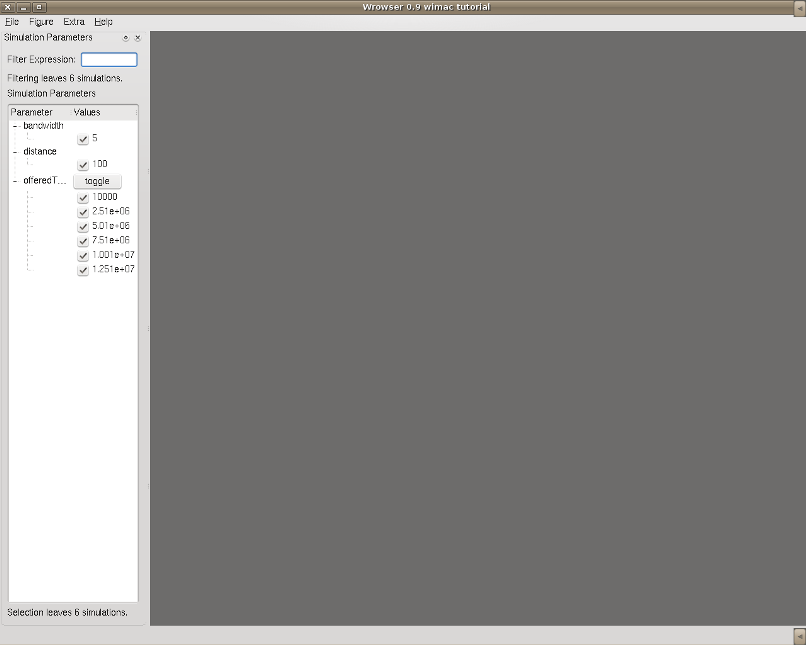 Wrowser 0.9 wimac tutorial
File Figure Extra Help
Simulation Parameters
Filter Expression:
Filtering leaves 6 simulations.
Simulation Parameters
Parameter Values
bandwidth
5
distance
100
offeredT... toggle
10000
2.51e+06
5.01e+06
7.51e+06
1.001e+07
1.251e+07
Selection leaves 6 simulations.